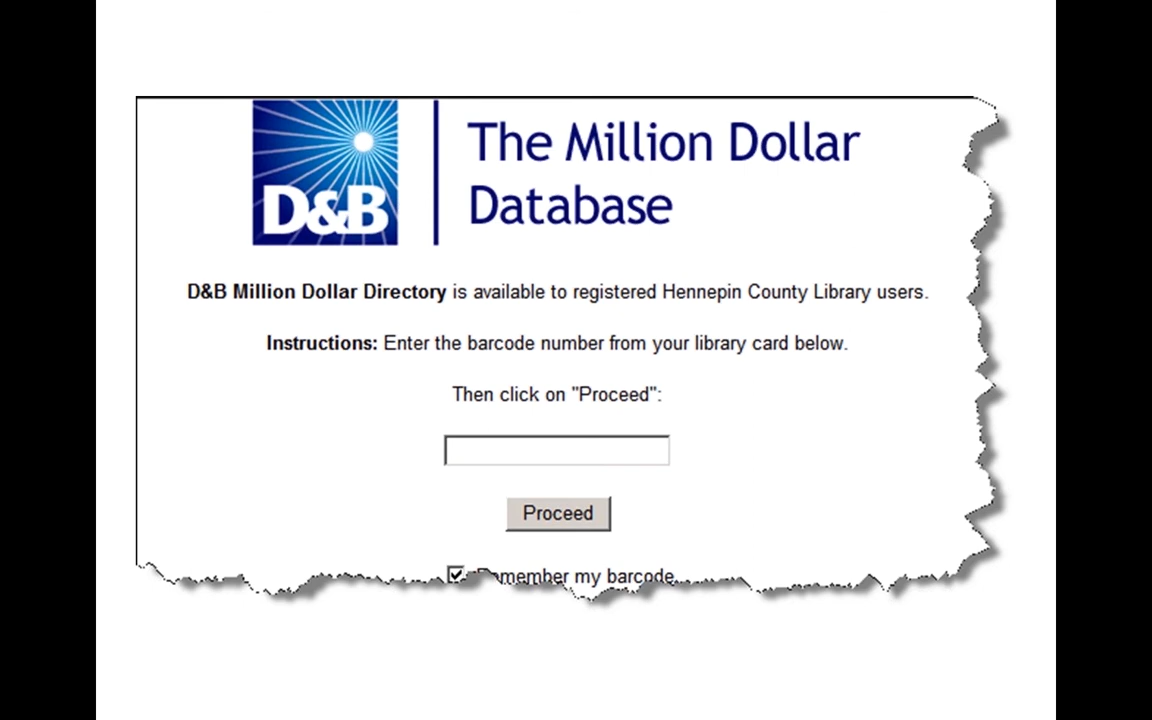 D&B
The Million Dollar
Database
D&B Million Dollar Directory is available to registered Hennepin County Library users.
Instructions: Enter the barcode number from your library card below.
Then click on "Proceed":
Proceed
Remember my barcode.